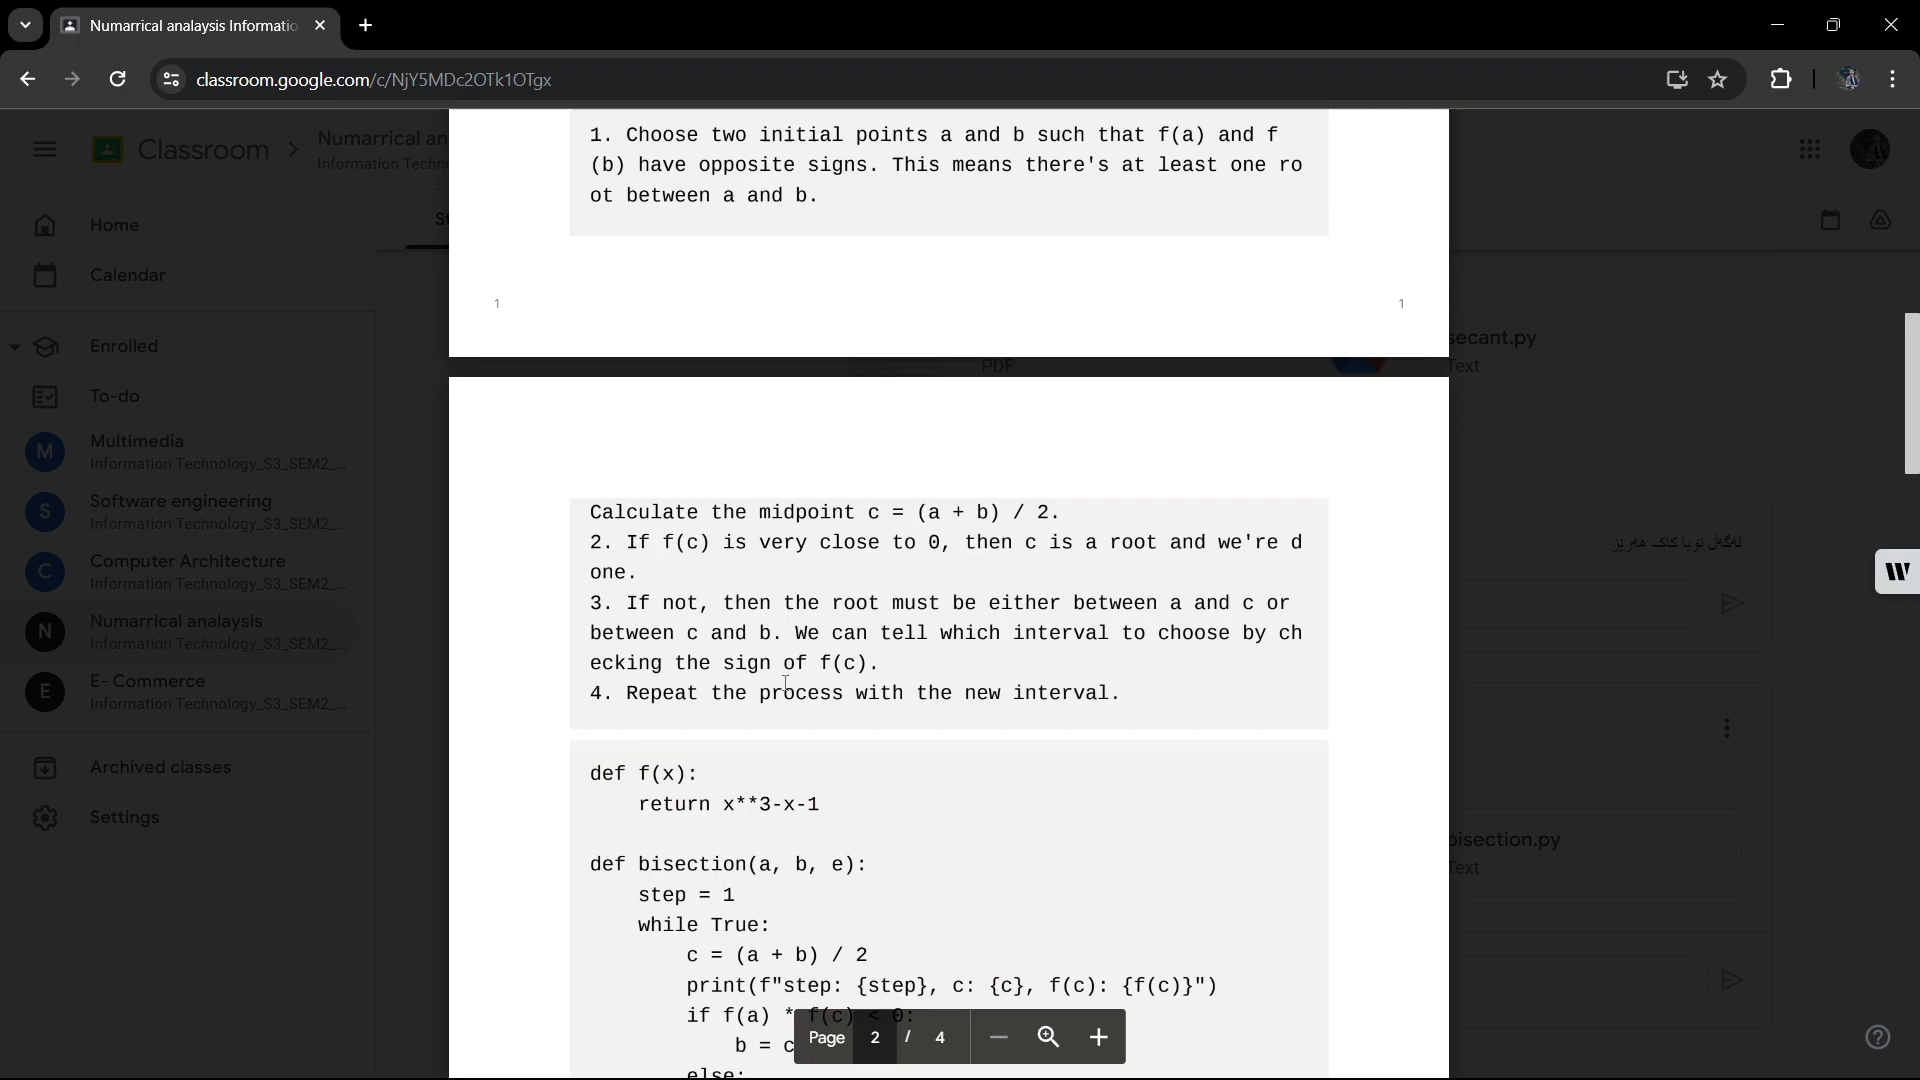 Numarrical analaysis Informatio
classroom.google.com/c/NjY5MDc2OTk1OTgx
Classroom
Numarrical an
Information Techn
St
Home
Calendar
Enrolled
To-do
M
Multimedia
Information Technology_S3_SEM2_...
S
Software engineering
Information Technology_S3_SEM2_...
C
Computer Architecture
Information Technology_S3_SEM2_...
N
Numarrical analaysis
Information Technology_S3_SEM2_...
E
E- Commerce
Information Technology_S3_SEM2_...
Archived classes
Settings
1. Choose two initial points a and b such that f(a) and f
(b) have opposite signs. This means there's at least one ro
ot between a and b.
1
1
PDF
secant.py
Text
لەگەڵ تۆیا کاک هەرێز
Calculate the midpoint c = (a + b) / 2.
2. If f(c) is very close to 0, then c is a root and we're d
one.
3. If not, then the root must be either between a and c or
between c and b. We can tell which interval to choose by ch
ecking the sign of f(c).
4. Repeat the process with the new interval.
def f(x):
    return x**3-x-1
def bisection(a, b, e):
    step = 1
    while True:
        c = (a + b) / 2
        print(f"step: {step}, c: {c}, f(c): {f(c)}")
        if f(a) * f(c) < 0:
            b = c
        else:
bisection.py
Text
Page 2 / 4
W